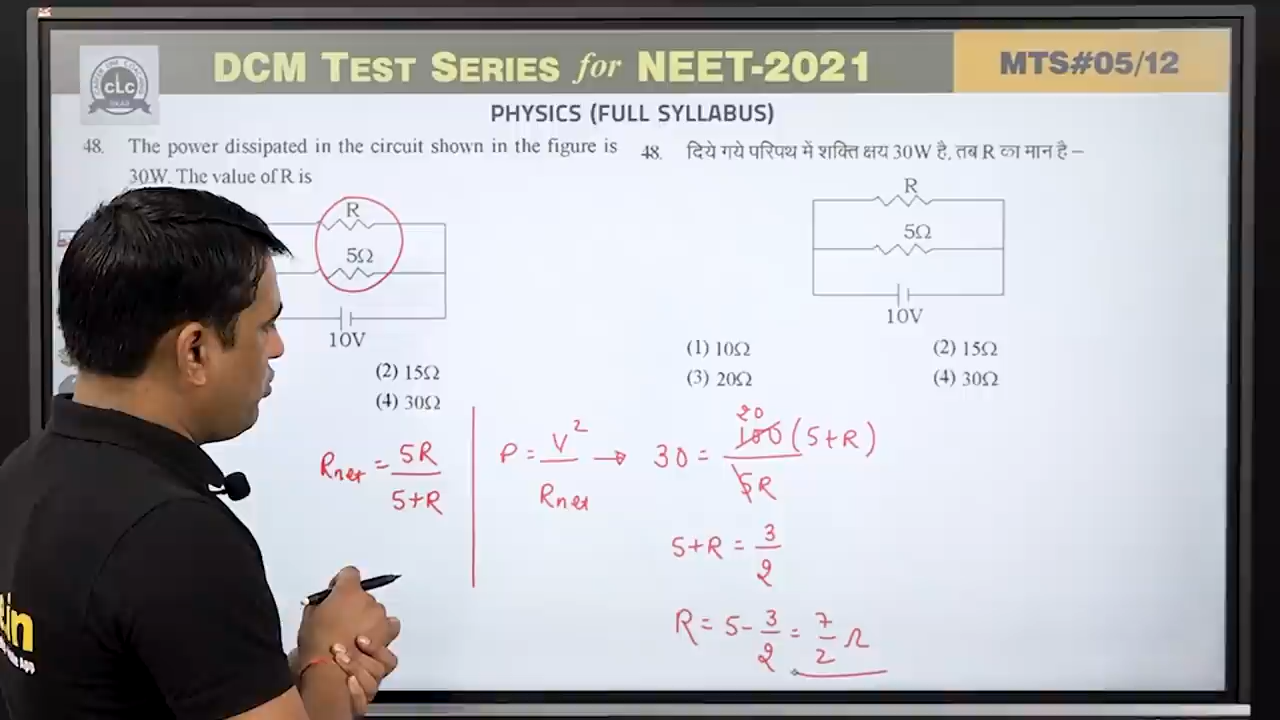 DCM TEST SERIES for NEET-2021
MTS#05/12
CLC
PHYSICS (FULL SYLLABUS)
48. The power dissipated in the circuit shown in the figure is
30W. The value of R is
R
5Ω
10V
(2) 15Ω
(4) 30Ω
48. दिये गये परिपथ में शक्ति क्षय 30W है, तब R का मान है –
R
5Ω
10V
(1) 10Ω (2) 15Ω
(3) 20Ω (4) 30Ω
Rnet = 5R / 5+R
P = V² / Rnet → 30 = 20 100 (5+R) / 5R
5+R = 3/2
R = 5 - 3/2 = 7/2 Ω